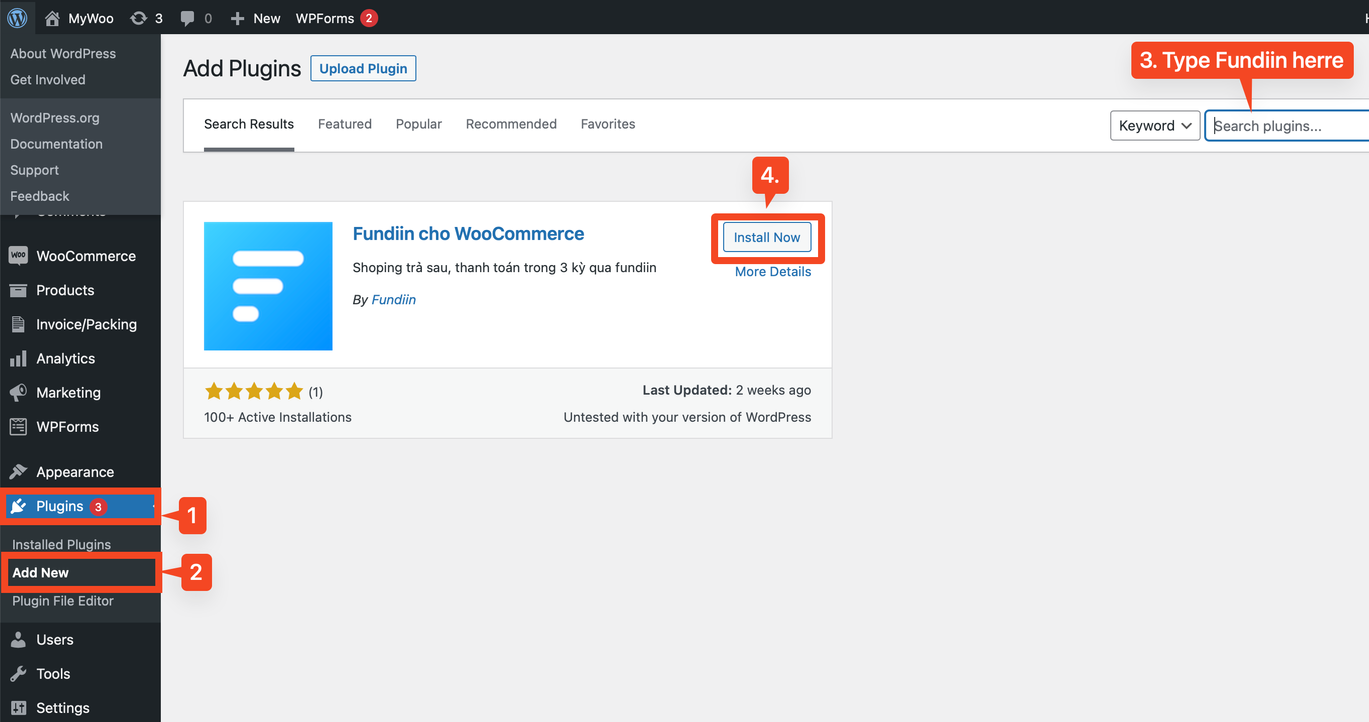 MyWoo 3 0 New WPForms 2
About WordPress
Get Involved
WordPress.org
Documentation
Support
Feedback
Comments
WooCommerce
Products
Invoice/Packing
Analytics
Marketing
WPForms
Appearance
Plugins 3
Installed Plugins
Add New
Plugin File Editor
Users
Tools
Settings
1
2
Add Plugins Upload Plugin
3. Type Fundiin herre
Search Results Featured Popular Recommended Favorites Keyword Search plugins...
4.
Fundiin cho WooCommerce
Install Now
Shoping trả sau, thanh toán trong 3 kỳ qua fundiin
More Details
By Fundiin
(1)
Last Updated: 2 weeks ago
100+ Active Installations
Untested with your version of WordPress